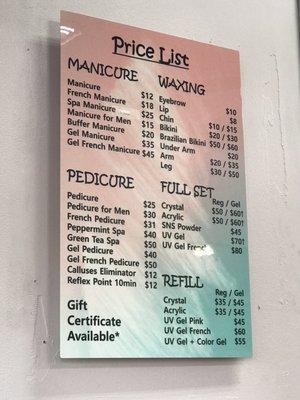 Price List
MANICURE
Manicure $12
French Manicure $18
Spa Manicure $25
Manicure for Men $15
Buffer Manicure $20
Gel Manicure $35
Gel French Manicure $45
PEDICURE
Pedicure $25
Pedicure for Men $30
French Pedicure $31
Peppermint Spa $40
Green Tea Spa $50
Gel Pedicure $40
Gel French Pedicure $50
Calluses Eliminator $12
Reflex Point 10min $12
Gift
Certificate
Available*
WAXING
Eyebrow $10
Lip $8
Chin $10 / $15
Bikini $20 / $30
Brazilian Bikini $50 / $60
Under Arm $20
Arm $20 / $35
Leg $30 / $50
FULL SET
Reg / Gel
Crystal $50 / $60↑
Acrylic $50 / $60↑
SNS Powder $45
UV Gel $70↑
UV Gel French $80
REFILL
Reg / Gel
Crystal $35 / $45
Acrylic $35 / $45
UV Gel Pink $45
UV Gel French $60
UV Gel + Color Gel $55